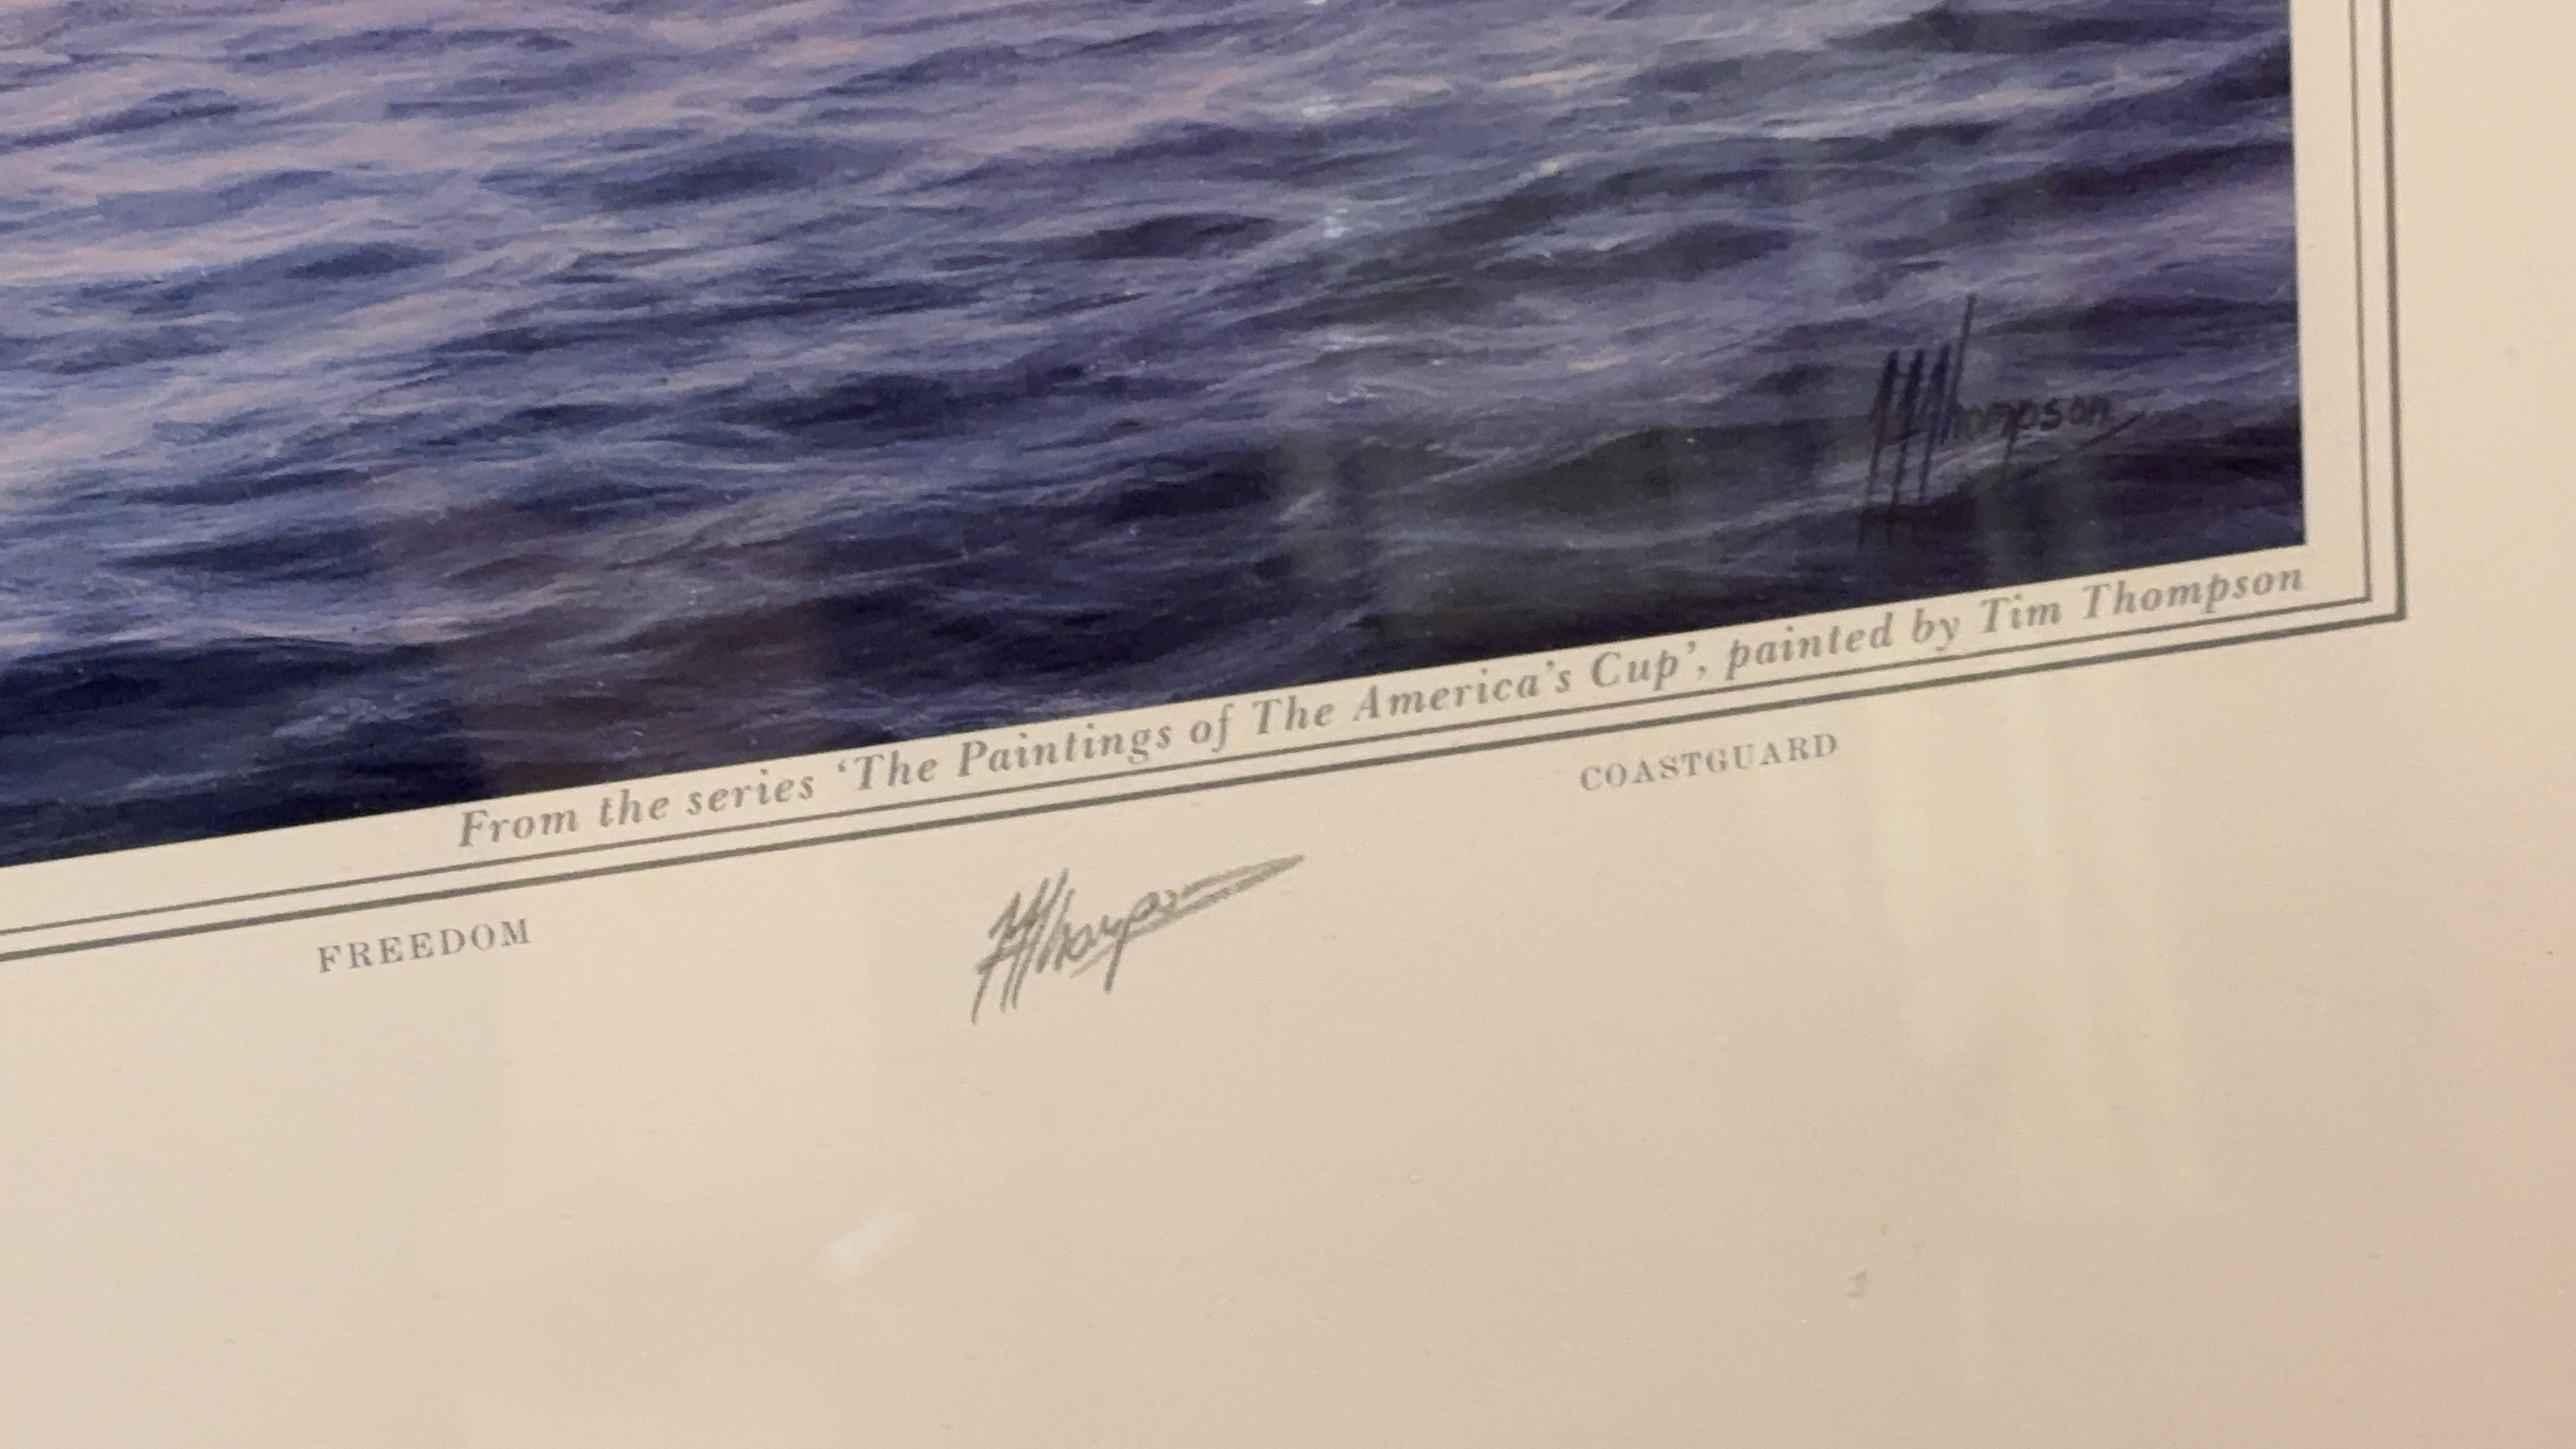 Thompson
From the series ‘The Paintings of The America’s Cup’, painted by Tim Thompson
FREEDOM
COASTGUARD